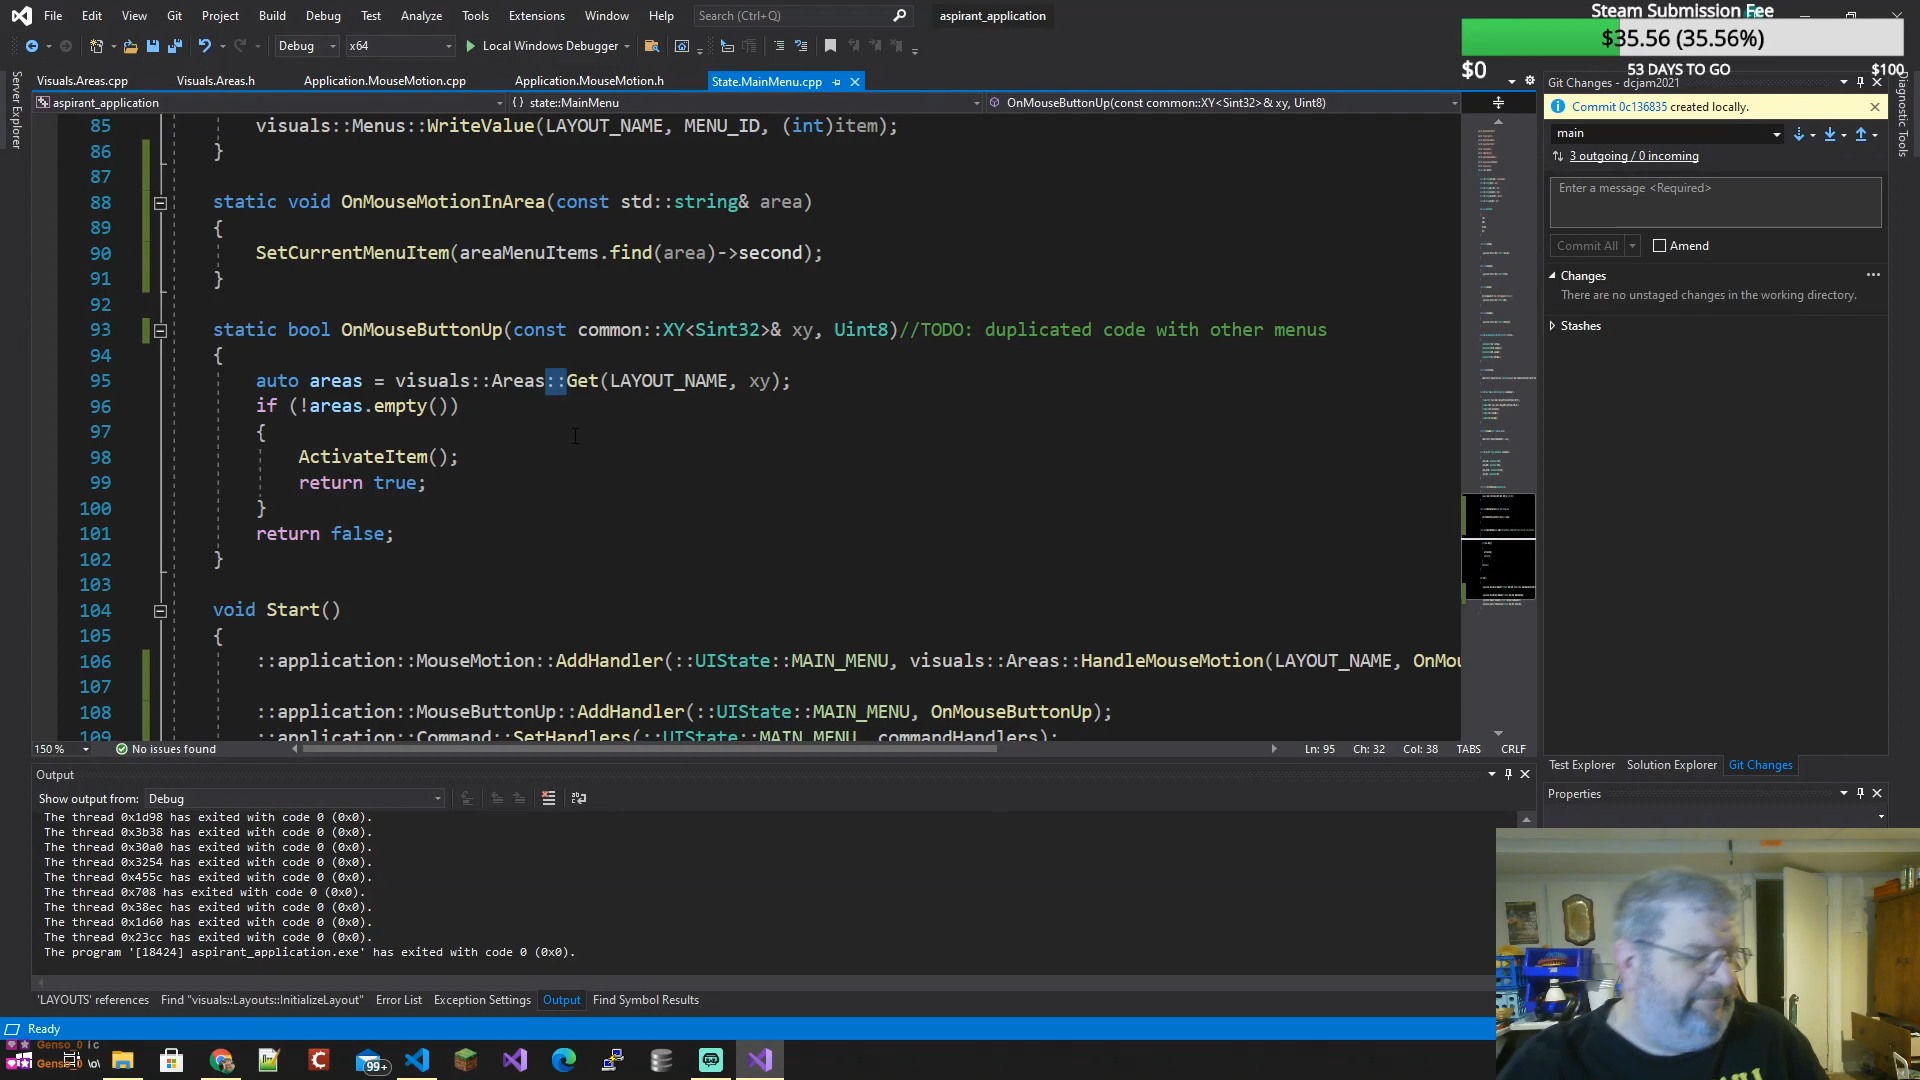 File Edit View Git Project Build Debug Test Analyze Tools Extensions Window Help Search (Ctrl+Q) aspirant_application
Steam Submission Fee
$35.56 (35.56%)
$0 53 DAYS TO GO $100
Debug x64 Local Windows Debugger
Server Explorer
Diagnostic Tools
Visuals.Areas.cpp Visuals.Areas.h Application.MouseMotion.cpp Application.MouseMotion.h State.MainMenu.cpp
aspirant_application {} state::MainMenu OnMouseButtonUp(const common::XY<Sint32>& xy, Uint8)
85 visuals::Menus::WriteValue(LAYOUT_NAME, MENU_ID, (int)item);
86 }
87
88 static void OnMouseMotionInArea(const std::string& area)
89 {
90 SetCurrentMenuItem(areaMenuItems.find(area)->second);
91 }
92
93 static bool OnMouseButtonUp(const common::XY<Sint32>& xy, Uint8)//TODO: duplicated code with other menus
94 {
95 auto areas = visuals::Areas::Get(LAYOUT_NAME, xy);
96 if (!areas.empty())
97 {
98 ActivateItem();
99 return true;
100 }
101 return false;
102 }
103
104 void Start()
105 {
106 ::application::MouseMotion::AddHandler(::UIState::MAIN_MENU, visuals::Areas::HandleMouseMotion(LAYOUT_NAME, OnMou
107
108 ::application::MouseButtonUp::AddHandler(::UIState::MAIN_MENU, OnMouseButtonUp);
109 ::application::Command::SetHandlers(::UIState::MAIN_MENU, commandHandlers);
150 % No issues found Ln: 95 Ch: 32 Col: 38 TABS CRLF
Git Changes - dcjam2021
Commit 0c136835 created locally.
main
3 outgoing / 0 incoming
Enter a message <Required>
Commit All Amend
Changes
There are no unstaged changes in the working directory.
Stashes
Test Explorer Solution Explorer Git Changes
Properties
Output
Show output from: Debug
The thread 0x1d98 has exited with code 0 (0x0).
The thread 0x3b38 has exited with code 0 (0x0).
The thread 0x30a0 has exited with code 0 (0x0).
The thread 0x3254 has exited with code 0 (0x0).
The thread 0x455c has exited with code 0 (0x0).
The thread 0x708 has exited with code 0 (0x0).
The thread 0x38ec has exited with code 0 (0x0).
The thread 0x1d60 has exited with code 0 (0x0).
The thread 0x23cc has exited with code 0 (0x0).
The program '[18424] aspirant_application.exe' has exited with code 0 (0x0).
'LAYOUTS' references Find "visuals::Layouts::InitializeLayout" Error List Exception Settings Output Find Symbol Results
Ready
Genso_0 i c
Genso_0 \o\
99+